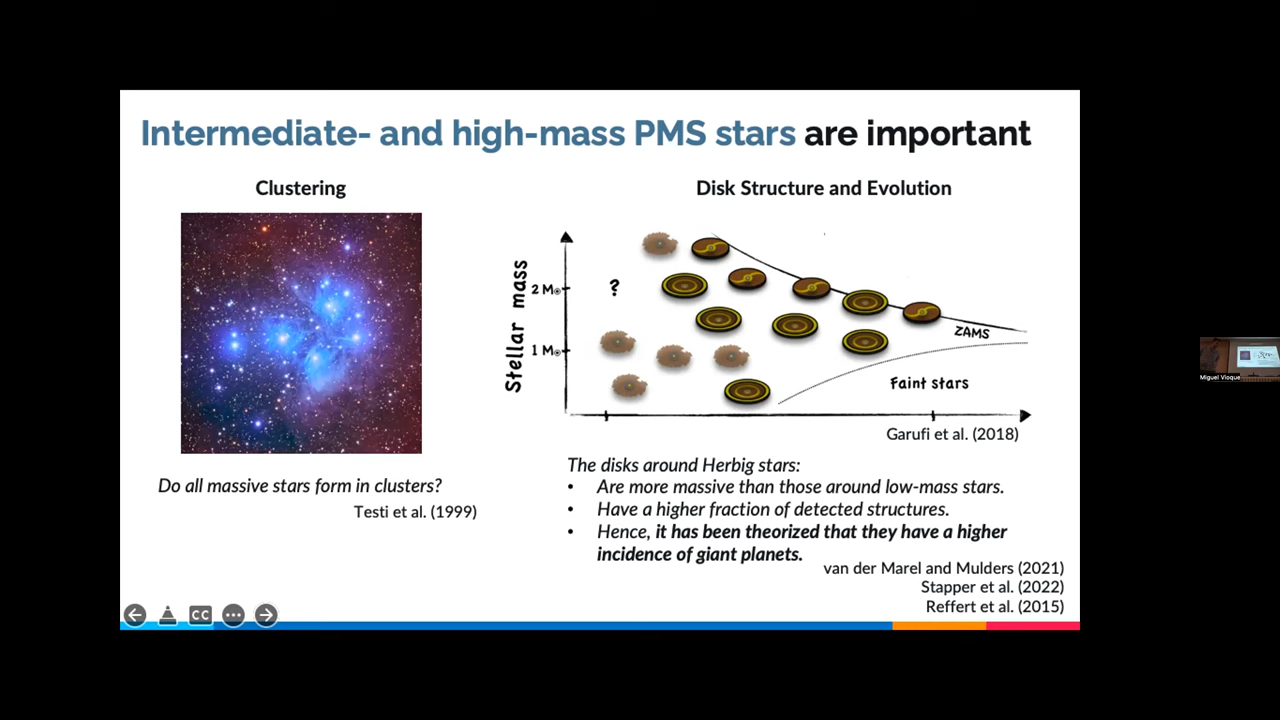 Intermediate- and high-mass PMS stars are important
Clustering
Do all massive stars form in clusters?
Testi et al. (1999)
Disk Structure and Evolution
Stellar mass
2 M⊙
?
1 M⊙
ZAMS
Faint stars
Garufi et al. (2018)
The disks around Herbig stars:
• Are more massive than those around low-mass stars.
• Have a higher fraction of detected structures.
• Hence, it has been theorized that they have a higher
incidence of giant planets.
van der Marel and Mulders (2021)
Stapper et al. (2022)
Reffert et al. (2015)
CC
Miguel Vioque